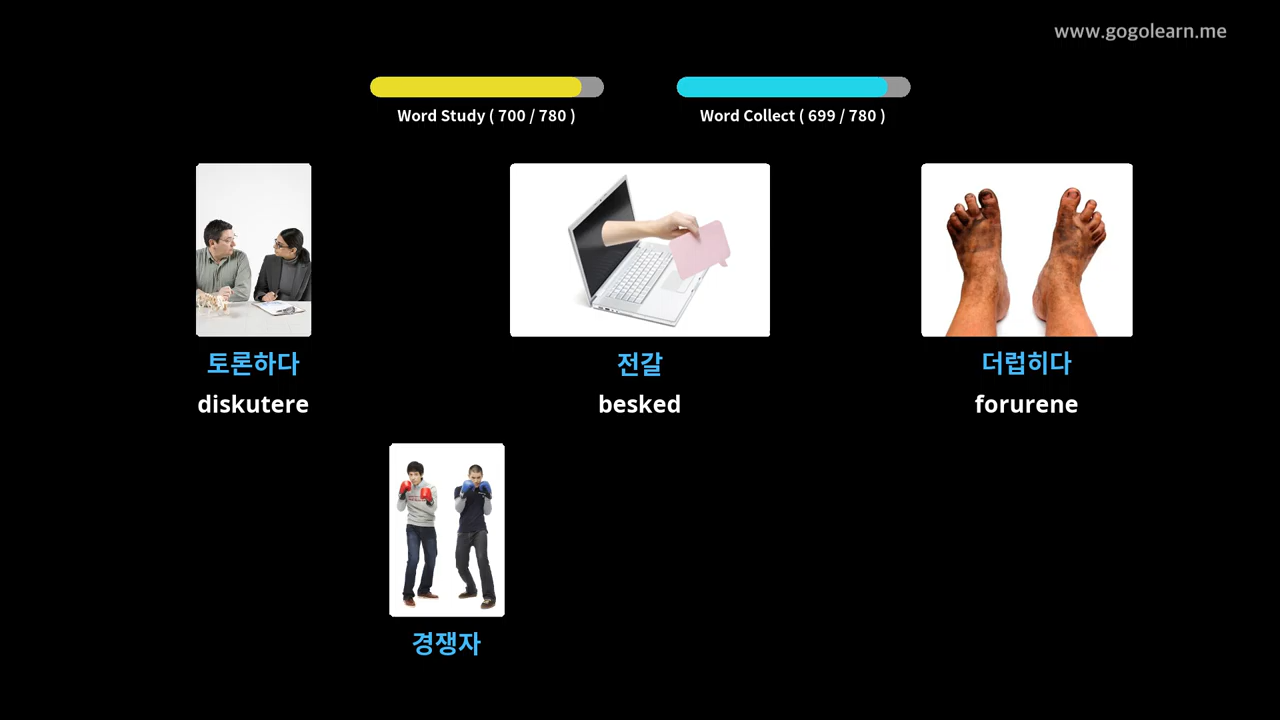 www.gogolearn.me
Word Study ( 700 / 780 )
Word Collect ( 699 / 780 )
토론하다
전갈
더럽히다
diskutere
besked
forurene
경쟁자